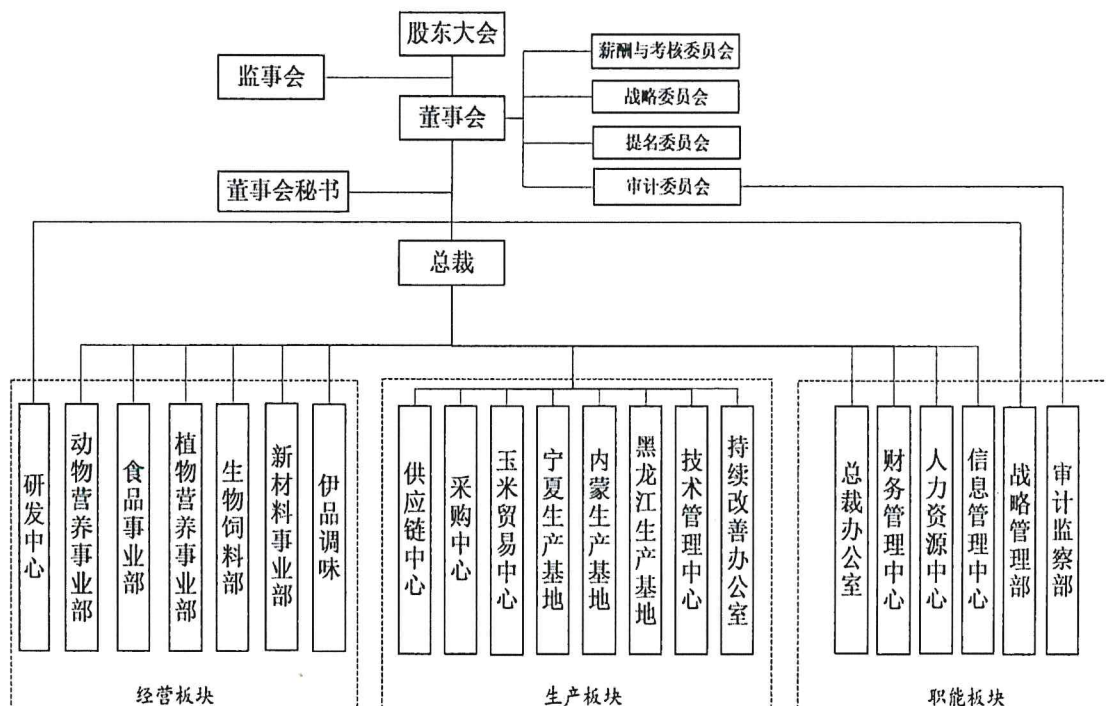 股东大会
监事会
董事会
薪酬与考核委员会
战略委员会
提名委员会
审计委员会
董事会秘书
总裁
研发中心
动物营养事业部
食品事业部
植物营养事业部
生物饲料部
新材料事业部
伊品调味
供应链中心
采购中心
玉米贸易中心
宁夏生产基地
内蒙生产基地
黑龙江生产基地
技术管理中心
持续改善办公室
总裁办公室
财务管理中心
人力资源中心
信息管理中心
战略管理部
审计监察部
经营板块
生产板块
职能板块